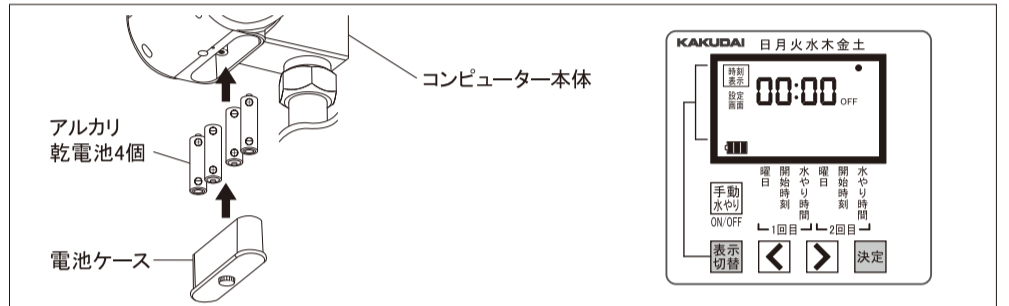 コンピューター本体
アルカリ
乾電池4個
電池ケース
KAKUDAI 日月火水木金土
時刻
表示
設定
画面
00:00 OFF
曜日 開始時刻 水やり時間 曜日 開始時刻 水やり時間
1回目 2回目
手動
水やり
ON/OFF
表示
切替
決定